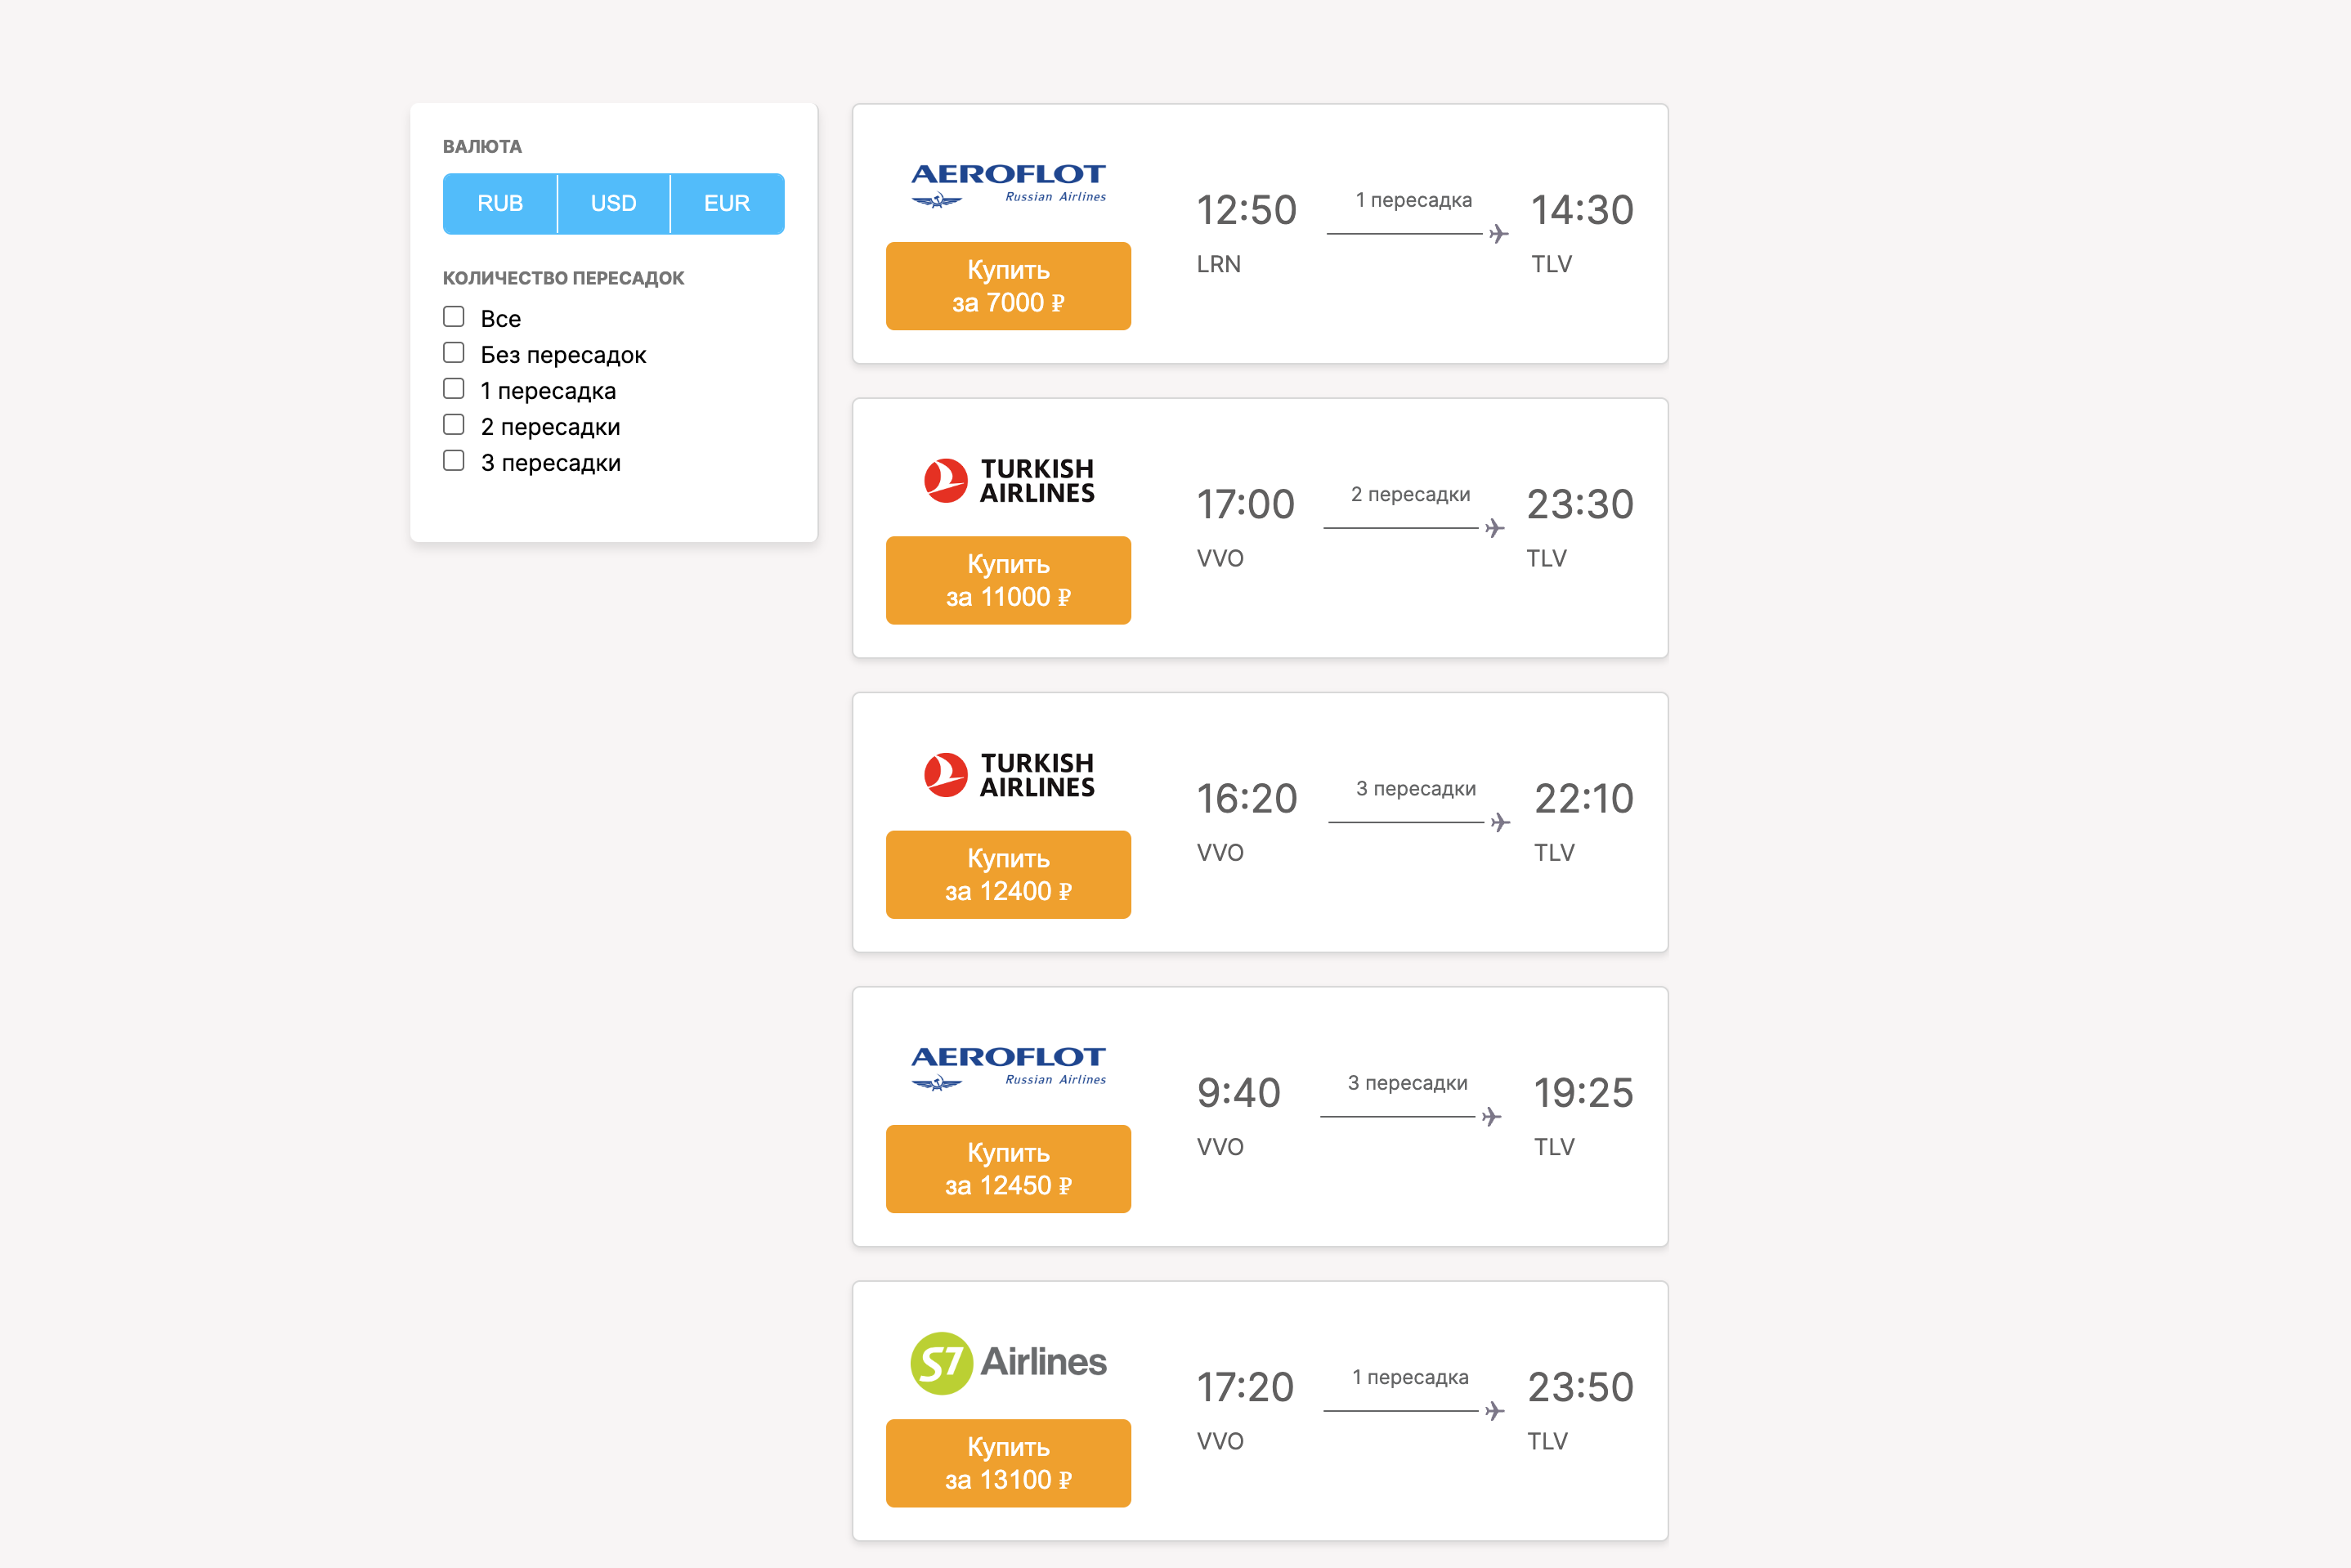 ВАЛЮТА
RUB USD EUR
КОЛИЧЕСТВО ПЕРЕСАДОК
Все
Без пересадок
1 пересадка
2 пересадки
3 пересадки
AEROFLOT
Russian Airlines
Купить
за 7000 ₽
12:50 1 пересадка 14:30
LRN TLV
TURKISH
AIRLINES
Купить
за 11000 ₽
17:00 2 пересадки 23:30
VVO TLV
TURKISH
AIRLINES
Купить
за 12400 ₽
16:20 3 пересадки 22:10
VVO TLV
AEROFLOT
Russian Airlines
Купить
за 12450 ₽
9:40 3 пересадки 19:25
VVO TLV
S7 Airlines
Купить
за 13100 ₽
17:20 1 пересадка 23:50
VVO TLV